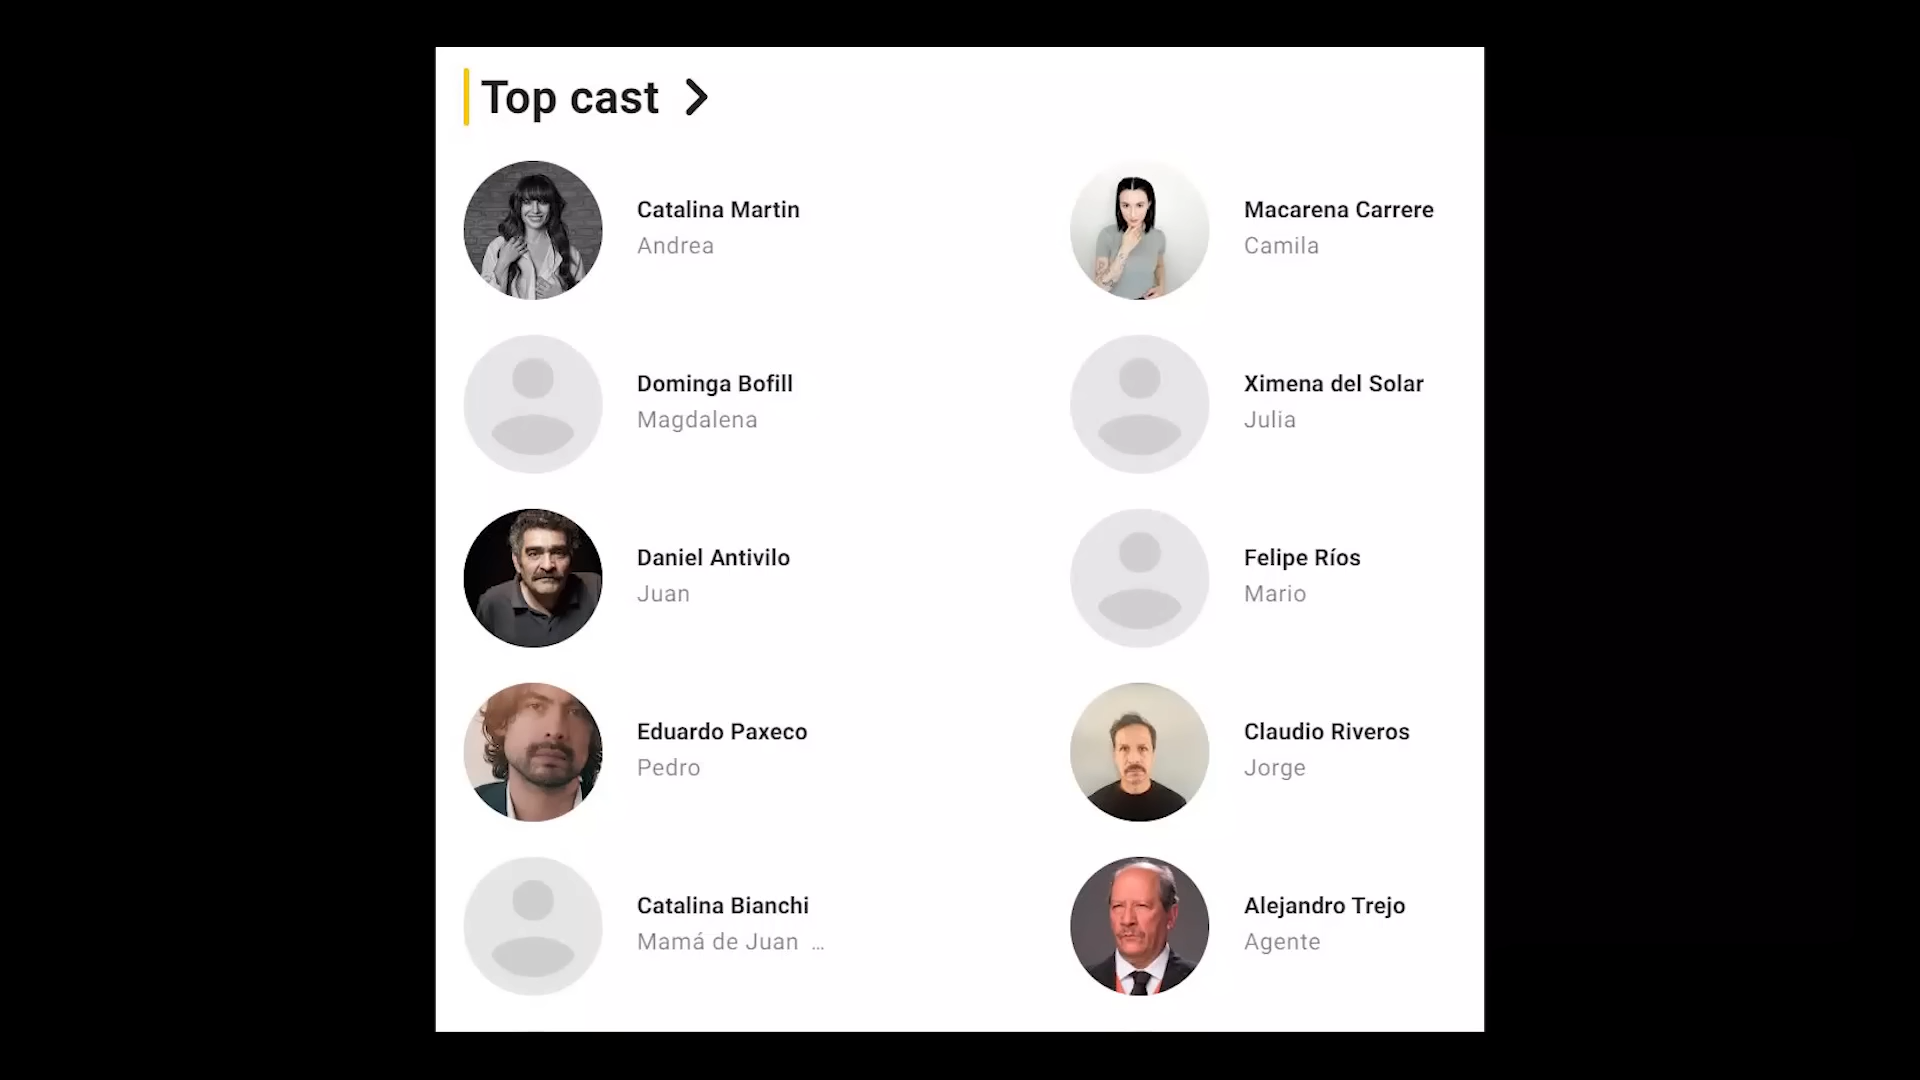 Top cast
Catalina Martin
Andrea
Macarena Carrere
Camila
Dominga Bofill
Magdalena
Ximena del Solar
Julia
Daniel Antivilo
Juan
Felipe Ríos
Mario
Eduardo Paxeco
Pedro
Claudio Riveros
Jorge
Catalina Bianchi
Mamá de Juan ...
Alejandro Trejo
Agente